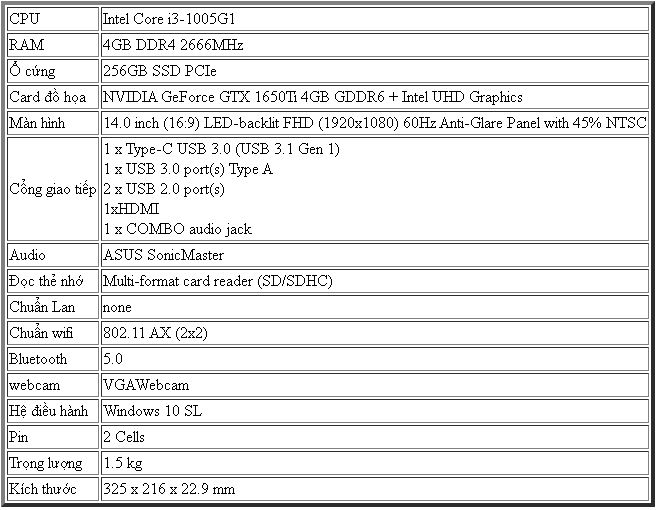 CPU Intel Core i3-1005G1
RAM 4GB DDR4 2666MHz
Ổ cứng 256GB SSD PCIe
Card đồ họa NVIDIA GeForce GTX 1650Ti 4GB GDDR6 + Intel UHD Graphics
Màn hình 14.0 inch (16:9) LED-backlit FHD (1920x1080) 60Hz Anti-Glare Panel with 45% NTSC
Cổng giao tiếp
1 x Type-C USB 3.0 (USB 3.1 Gen 1)
1 x USB 3.0 port(s) Type A
2 x USB 2.0 port(s)
1xHDMI
1 x COMBO audio jack
Audio ASUS SonicMaster
Đọc thẻ nhớ Multi-format card reader (SD/SDHC)
Chuẩn Lan none
Chuẩn wifi 802.11 AX (2x2)
Bluetooth 5.0
webcam VGAWebcam
Hệ điều hành Windows 10 SL
Pin 2 Cells
Trọng lượng 1.5 kg
Kích thước 325 x 216 x 22.9 mm